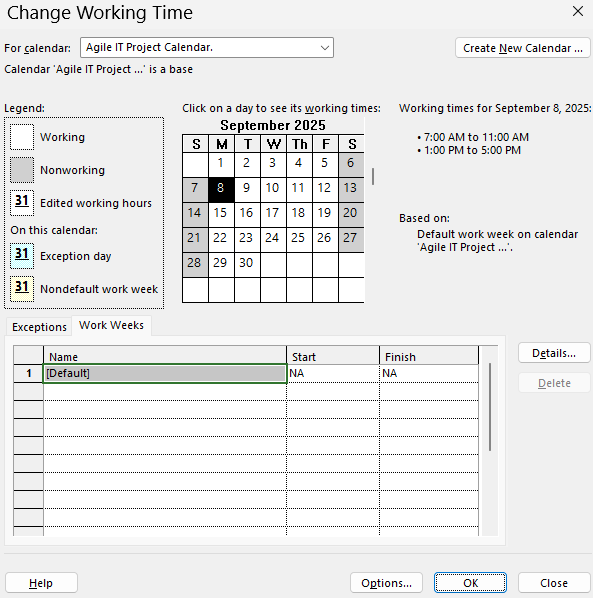 Change Working Time
For calendar: Agile IT Project Calendar. Create New Calendar ...
Calendar 'Agile IT Project ...' is a base
Legend:
Working
Nonworking
31 Edited working hours
On this calendar:
31 Exception day
31 Nondefault work week
Click on a day to see its working times:
September 2025
S M T W Th F S
1 2 3 4 5 6
7 8 9 10 11 12 13
14 15 16 17 18 19 20
21 22 23 24 25 26 27
28 29 30
Working times for September 8, 2025:
• 7:00 AM to 11:00 AM
• 1:00 PM to 5:00 PM
Based on:
Default work week on calendar
'Agile IT Project ...'.
Exceptions Work Weeks
Name Start Finish
1 [Default] NA NA
Details...
Delete
Help Options... OK Close